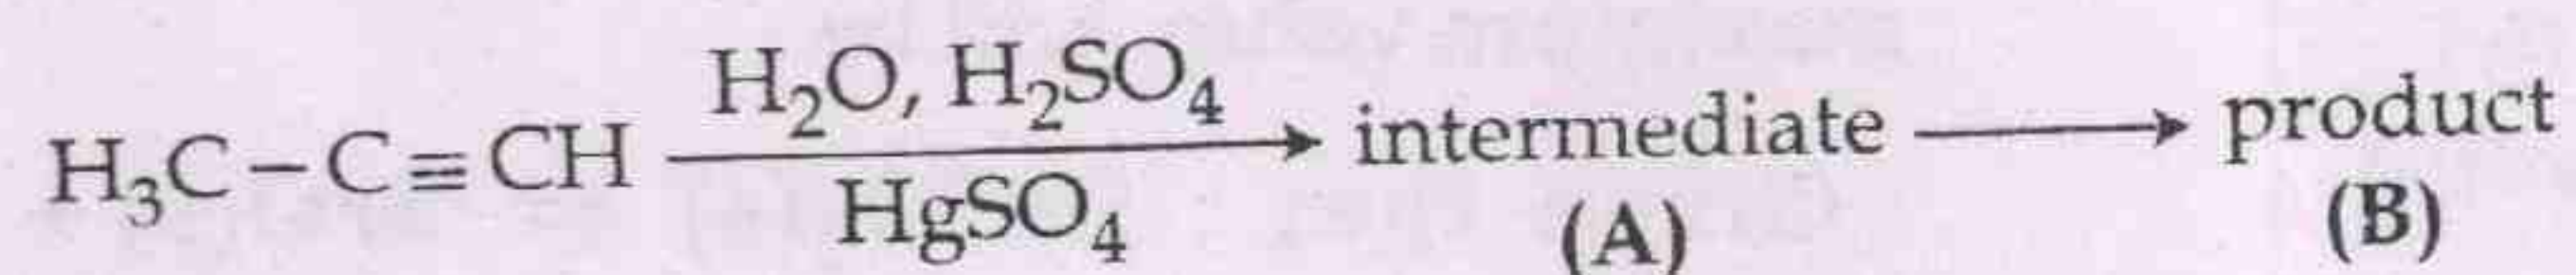 H₃C−C≡CH H₂O, H₂SO₄ / HgSO₄ → intermediate (A) → product (B)